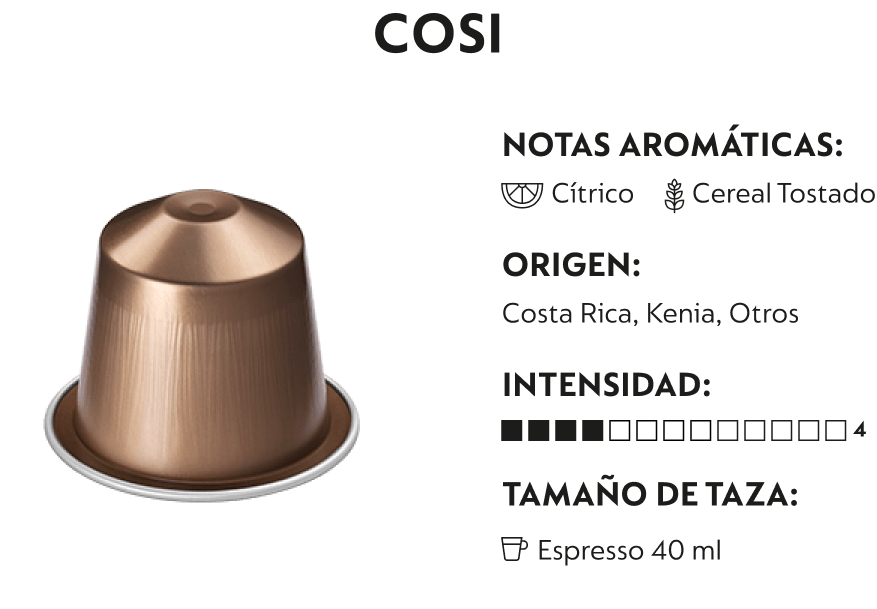 COSI
NOTAS AROMÁTICAS:
Cítrico Cereal Tostado
ORIGEN:
Costa Rica, Kenia, Otros
INTENSIDAD:
4
TAMAÑO DE TAZA:
Espresso 40 ml